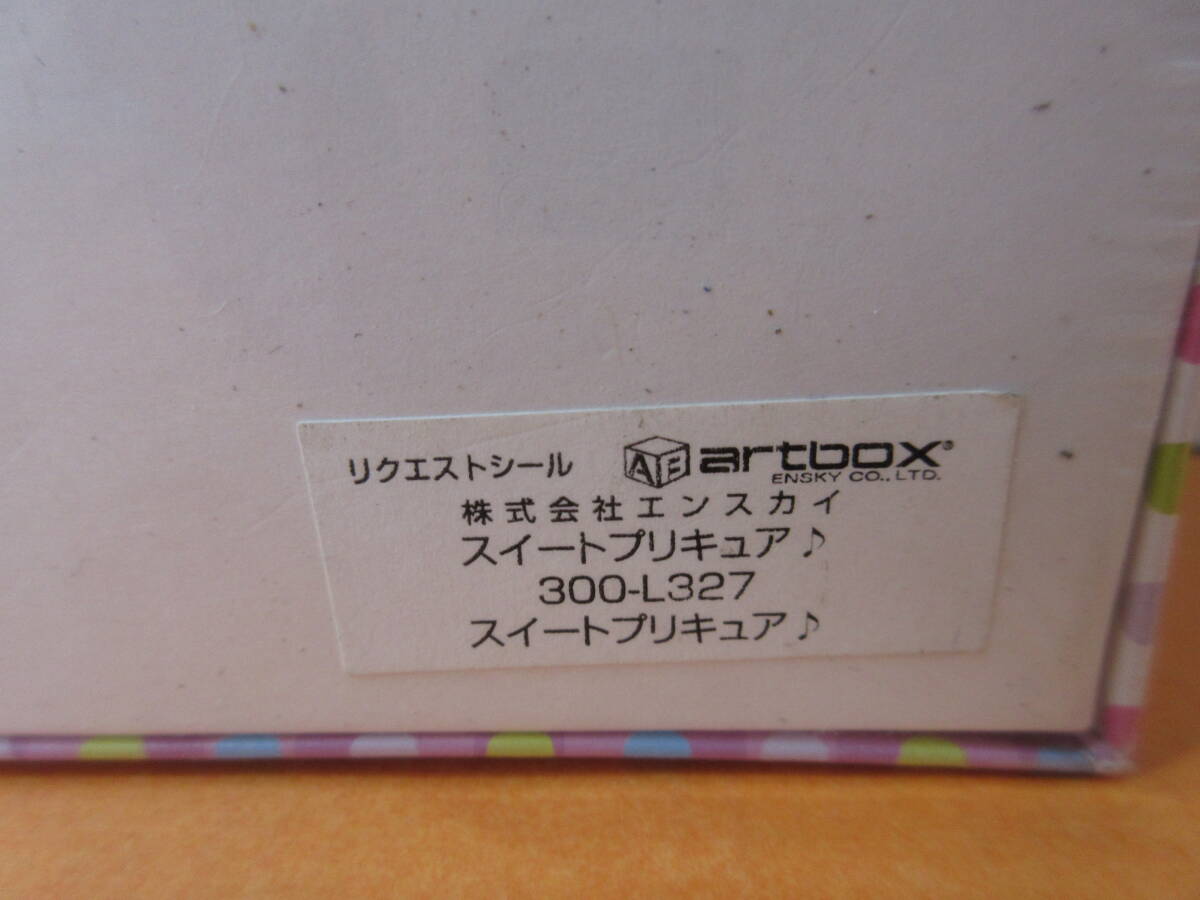 リクエストシール AB artbox®
ENSKY CO., LTD.
株式会社エンスカイ
スイートプリキュア♪
300-L327
スイートプリキュア♪